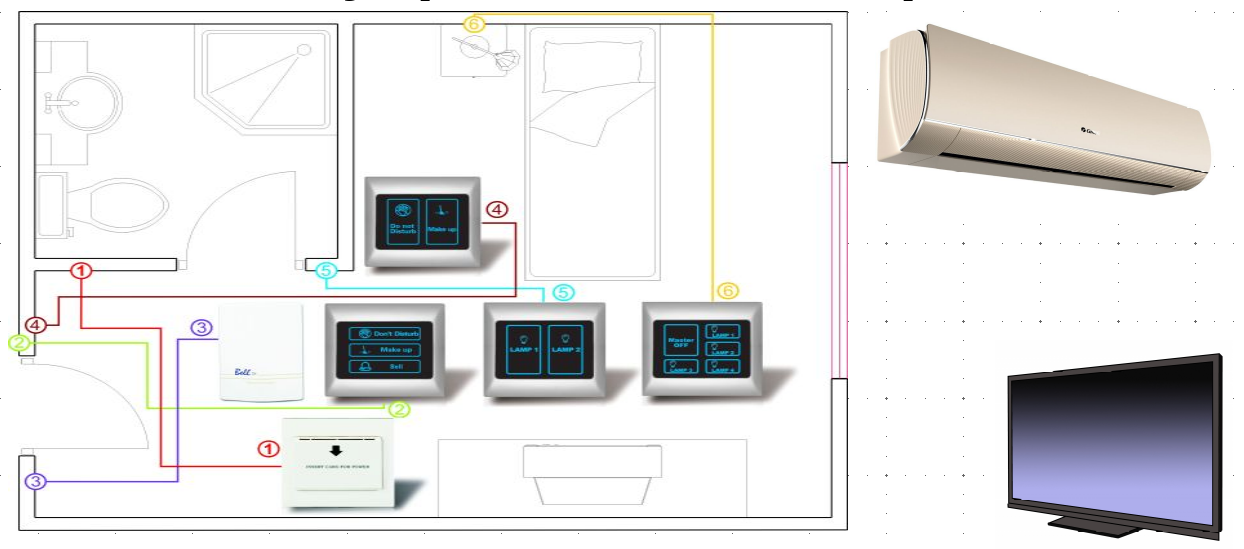 6
Do not
Disturb
Make up
4
1
5
5
6
4
3
2
Don't Disturb
Make up
Bell
LAMP 1
LAMP 2
Master
OFF
LAMP 1
LAMP 2
LAMP 3
LAMP 4
Bell
2
1
INSERT CARD FOR POWER
3